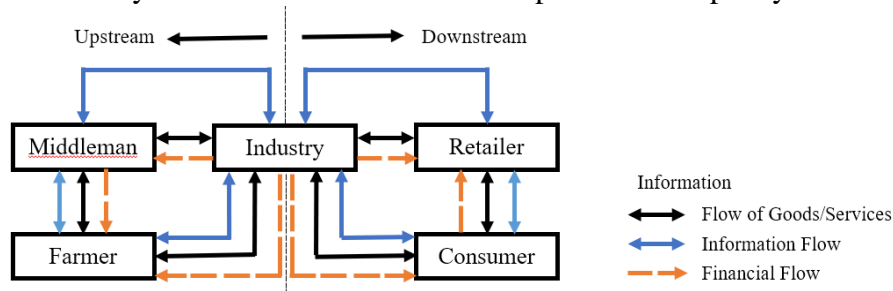 Upstream Downstream
Middleman Industry Retailer
Information
Flow of Goods/Services
Farmer Consumer Information Flow
Financial Flow